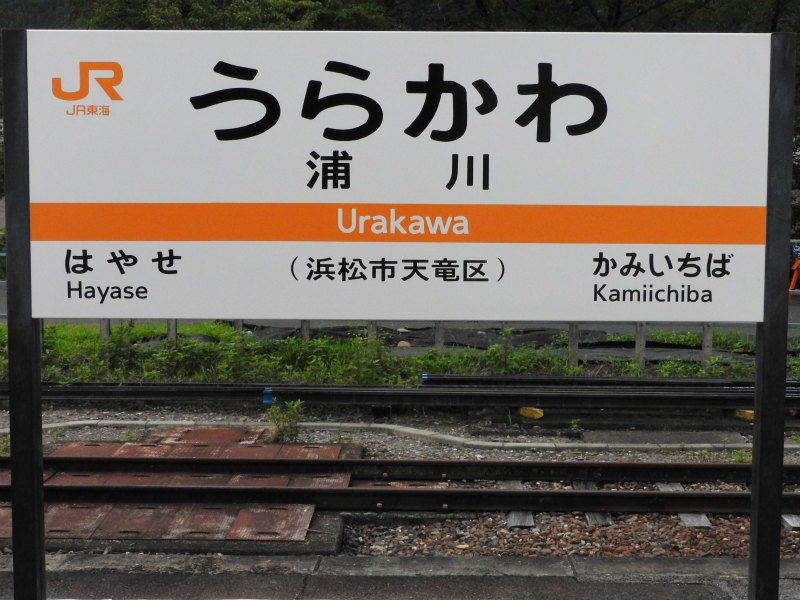 JR
JR東海
うらかわ
浦川
Urakawa
はやせ
Hayase
(浜松市天竜区)
かみいちば
Kamiichiba